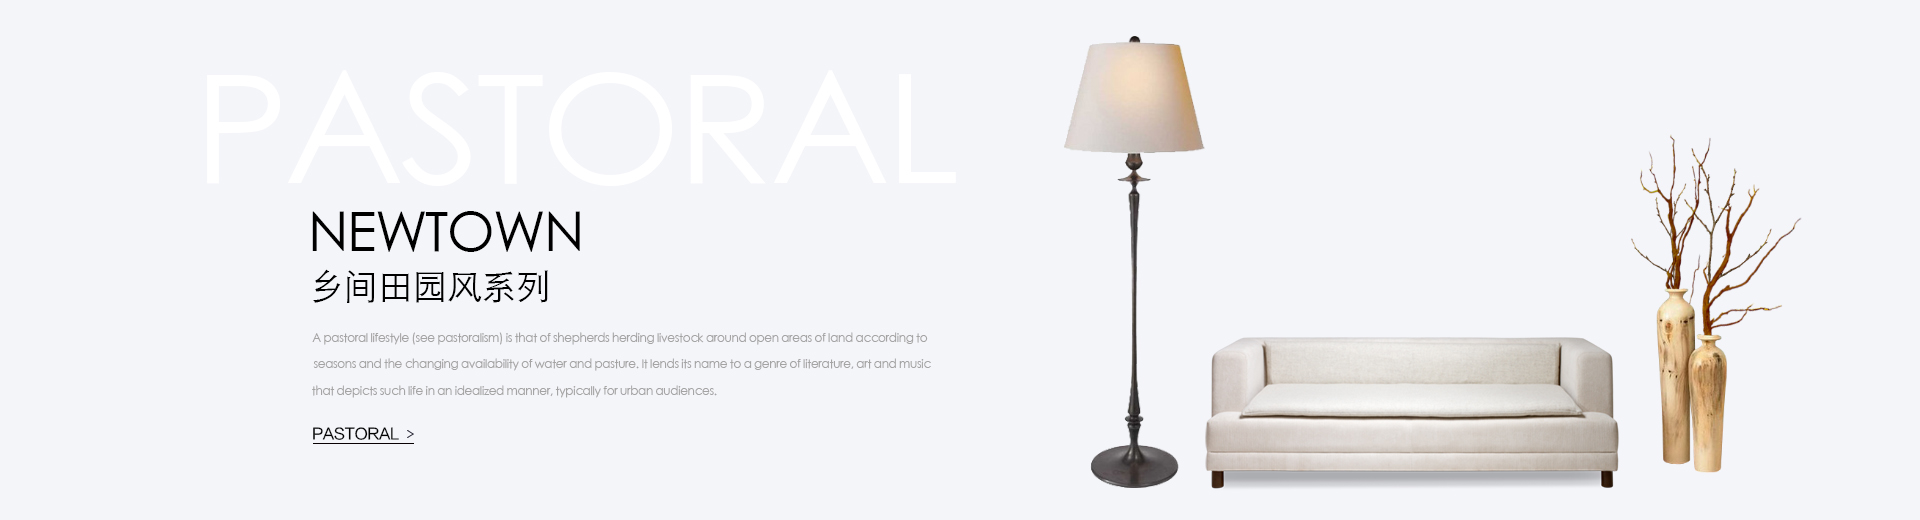 PASTORAL
NEWTOWN
乡间田园风系列
A pastoral lifestyle (see pastoralism) is that of shepherds herding livestock around open areas of land according to
seasons and the changing availability of water and pasture. It lends its name to a genre of literature, art and music
that depicts such life in an idealized manner, typically for urban audiences.
PASTORAL >